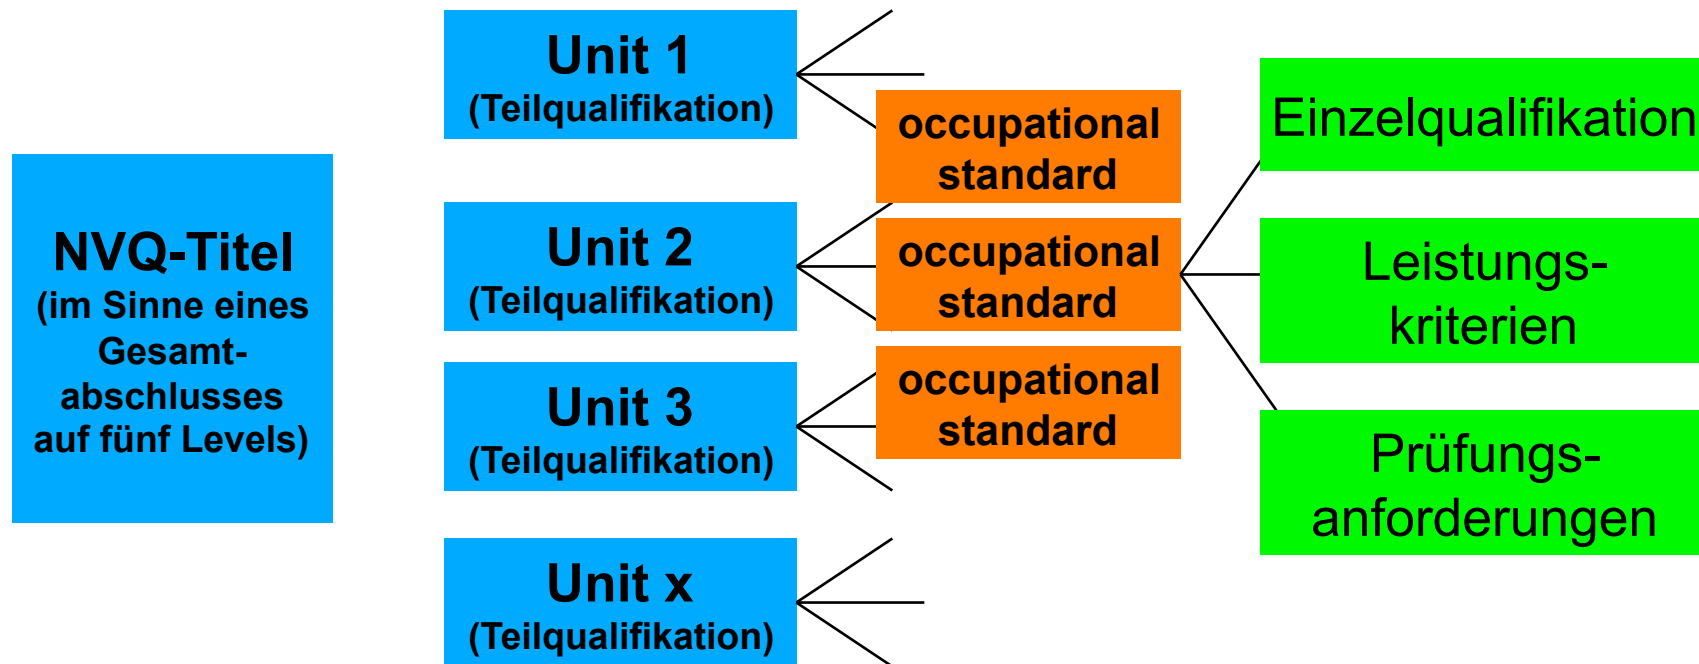 NVQ-Titel
(im Sinne eines
Gesamt-
abschlusses
auf fünf Levels)
Unit 1
(Teilqualifikation)
Unit 2
(Teilqualifikation)
Unit 3
(Teilqualifikation)
Unit x
(Teilqualifikation)
occupational
standard
occupational
standard
occupational
standard
Einzelqualifikation
Leistungs-
kriterien
Prüfungs-
anforderungen